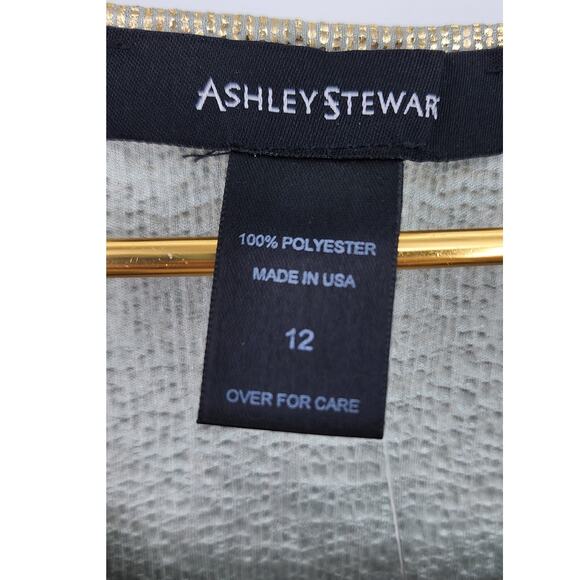 ASHLEY STEWAR
100% POLYESTER
MADE IN USA
12
OVER FOR CARE